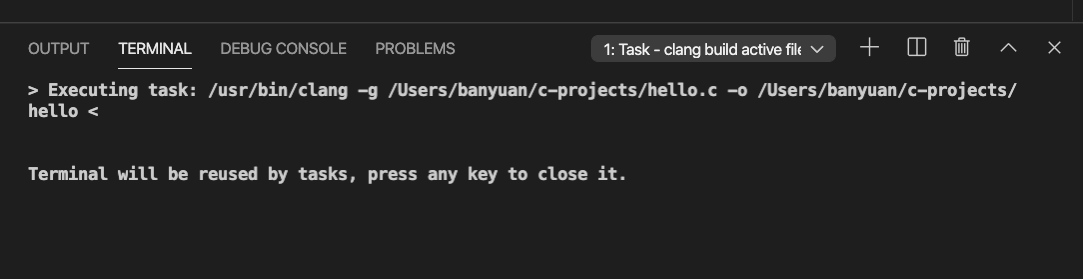 OUTPUT TERMINAL DEBUG CONSOLE PROBLEMS 1: Task - clang build active file
> Executing task: /usr/bin/clang -g /Users/banyuan/c-projects/hello.c -o /Users/banyuan/c-projects/
hello <
Terminal will be reused by tasks, press any key to close it.